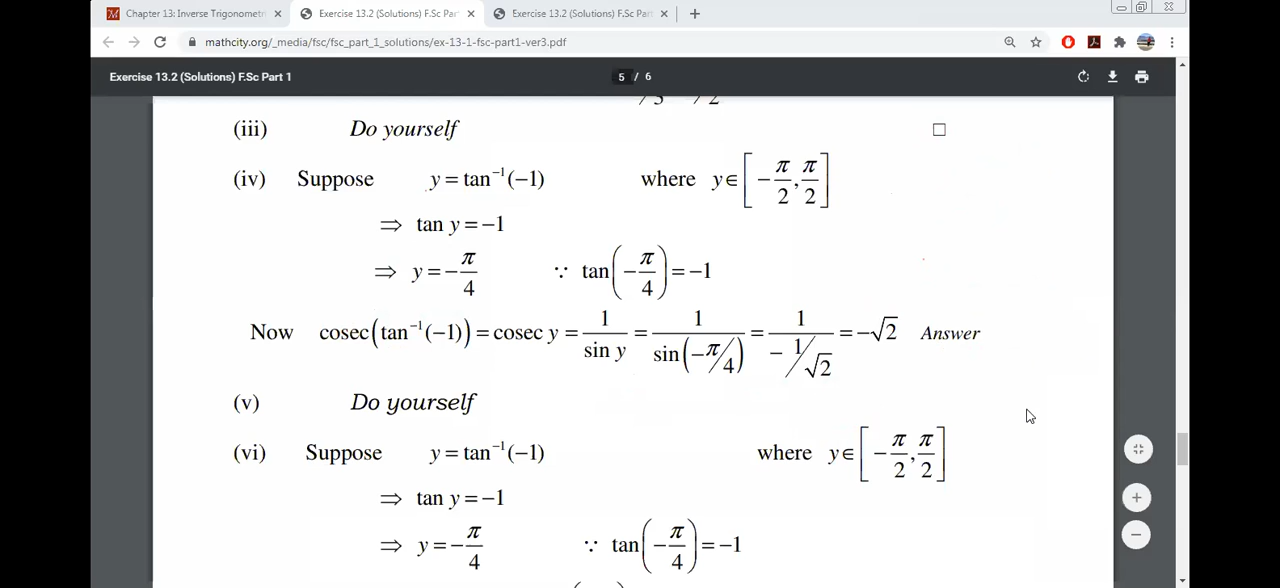 Chapter 13: Inverse Trigonometri
Exercise 13.2 (Solutions) F.Sc Par
Exercise 13.2 (Solutions) F.Sc Part
mathcity.org/_media/fsc/fsc_part_1_solutions/ex-13-1-fsc-part1-ver3.pdf
Exercise 13.2 (Solutions) F.Sc Part 1 5 / 6
(iii) Do yourself □
(iv) Suppose y = tan⁻¹(−1) where y∈[−π/2, π/2]
⇒ tan y = −1
⇒ y = −π/4 ∵ tan(−π/4) = −1
Now cosec(tan⁻¹(−1)) = cosec y = 1/sin y = 1/sin(−π/4) = 1/(−1/√2) = −√2 Answer
(v) Do yourself
(vi) Suppose y = tan⁻¹(−1) where y∈[−π/2, π/2]
⇒ tan y = −1
⇒ y = −π/4 ∵ tan(−π/4) = −1